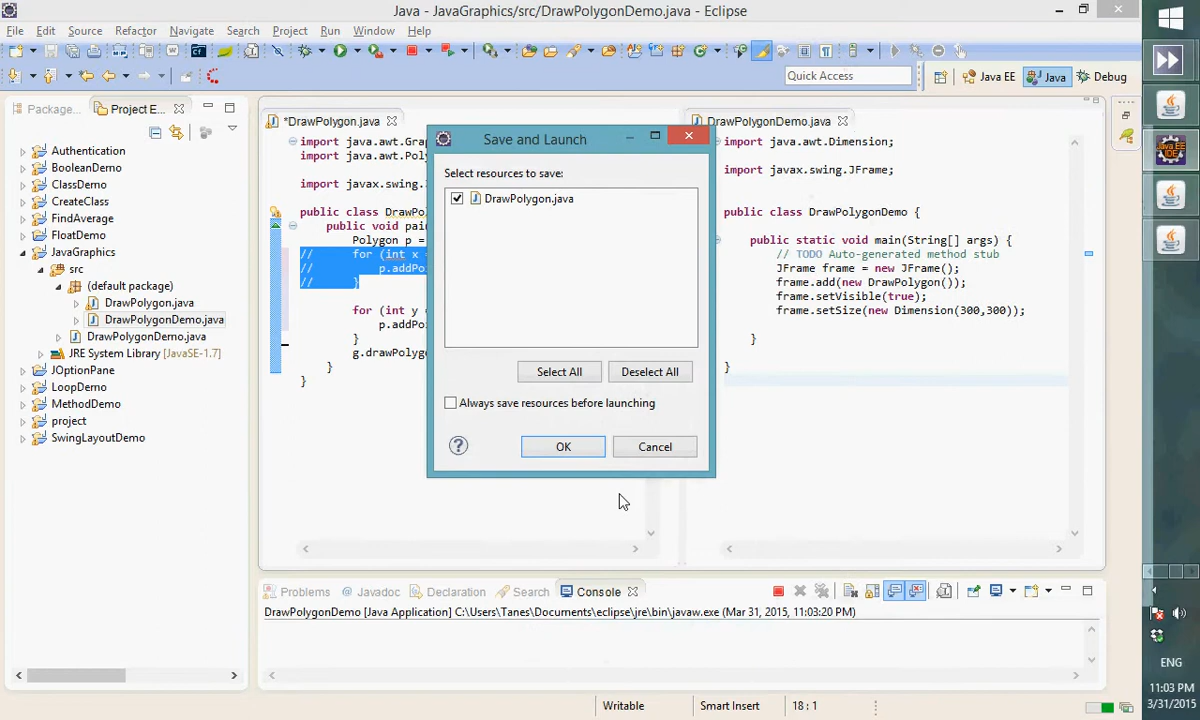 Java - JavaGraphics/src/DrawPolygonDemo.java - Eclipse
File Edit Source Refactor Navigate Search Project Run Window Help
Quick Access
Java EE
Java
Debug
Package...
Project E...
Authentication
BooleanDemo
ClassDemo
CreateClass
FindAverage
FloatDemo
JavaGraphics
src
(default package)
DrawPolygon.java
DrawPolygonDemo.java
DrawPolygonDemo.java
JRE System Library [JavaSE-1.7]
JOptionPane
LoopDemo
MethodDemo
project
SwingLayoutDemo
*DrawPolygon.java
import java.awt.Gra
import java.awt.Pol
import javax.swing.
public class DrawPo
public void pai
Polygon p =
// for (int x
// p.addPo
// }
for (int y
p.addPo
}
g.drawPolyg
}
}
Save and Launch
Select resources to save:
DrawPolygon.java
Select All
Deselect All
Always save resources before launching
OK
Cancel
DrawPolygonDemo.java
import java.awt.Dimension;
import javax.swing.JFrame;
public class DrawPolygonDemo {
public static void main(String[] args) {
// TODO Auto-generated method stub
JFrame frame = new JFrame();
frame.add(new DrawPolygon());
frame.setVisible(true);
frame.setSize(new Dimension(300,300));
}
}
Problems
@ Javadoc
Declaration
Search
Console
DrawPolygonDemo [Java Application] C:\Users\Tanes\Documents\eclipse\jre\bin\javaw.exe (Mar 31, 2015, 11:03:20 PM)
Writable
Smart Insert
18 : 1
Java EE
IDE
ENG
11:03 PM
3/31/2015